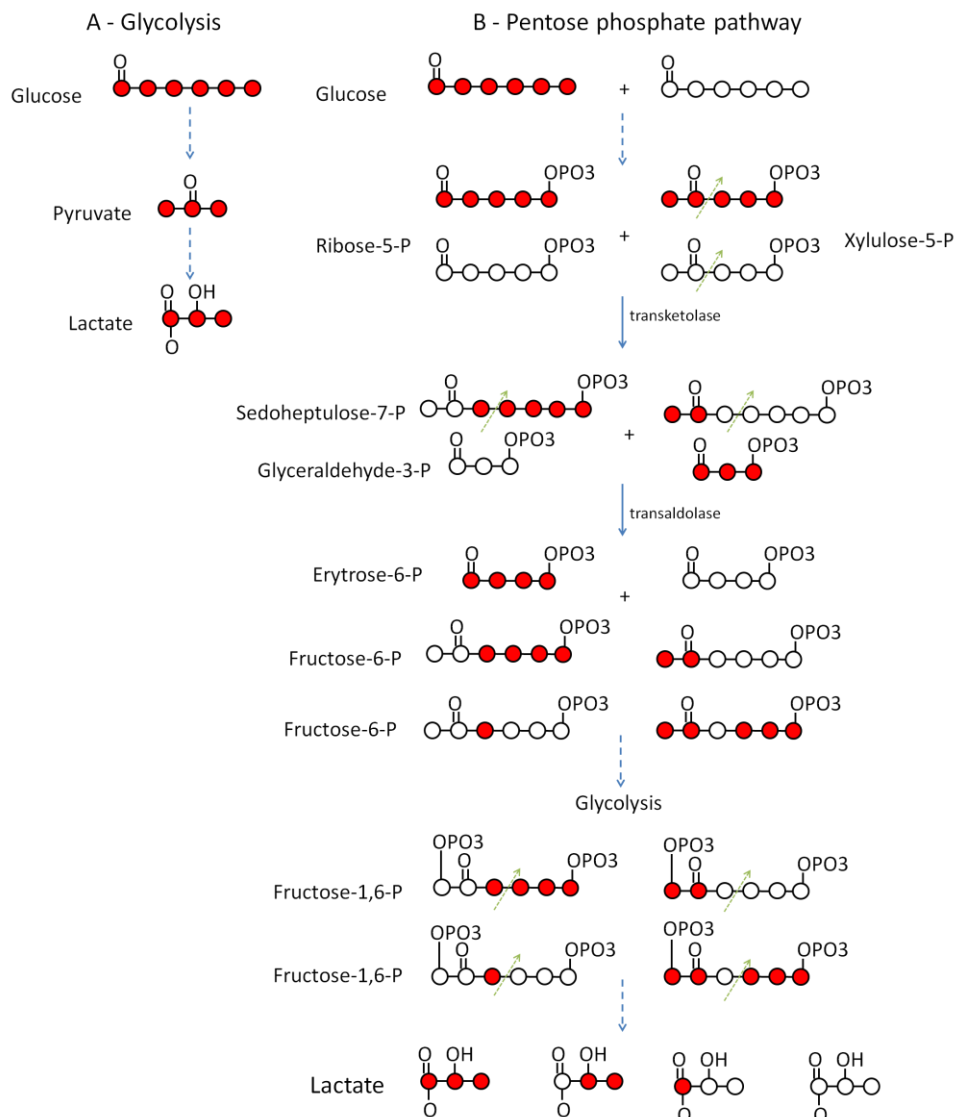 A - Glycolysis
B - Pentose phosphate pathway
O
O
O
Glucose
Glucose
+
O
Pyruvate
O
OPO3
O
OPO3
O OH
Lactate
O
Ribose-5-P
O
OPO3
+
O
OPO3
Xylulose-5-P
transketolase
Sedoheptulose-7-P
O
OPO3
O
OPO3
+
Glyceraldehyde-3-P
O
OPO3
O
OPO3
transaldolase
Erytrose-6-P
O
OPO3
O
OPO3
+
Fructose-6-P
O
OPO3
O
OPO3
Fructose-6-P
O
OPO3
O
OPO3
Glycolysis
Fructose-1,6-P
OPO3
O
OPO3
OPO3
O
OPO3
Fructose-1,6-P
OPO3
O
OPO3
OPO3
O
OPO3
Lactate
O OH
O
O OH
O
O OH
O
O OH
O